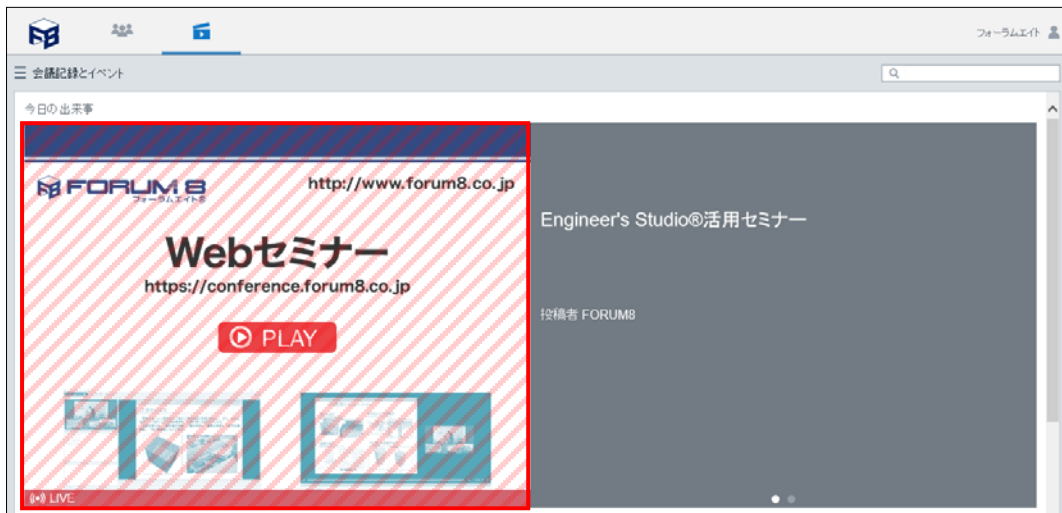 フォーラムエイト
会議記録とイベント
今日の出来事
FORUM 8
フォーラムエイト®
http://www.forum8.co.jp
Webセミナー
https://conference.forum8.co.jp
PLAY
LIVE
Engineer's Studio®活用セミナー
投稿者 FORUM8